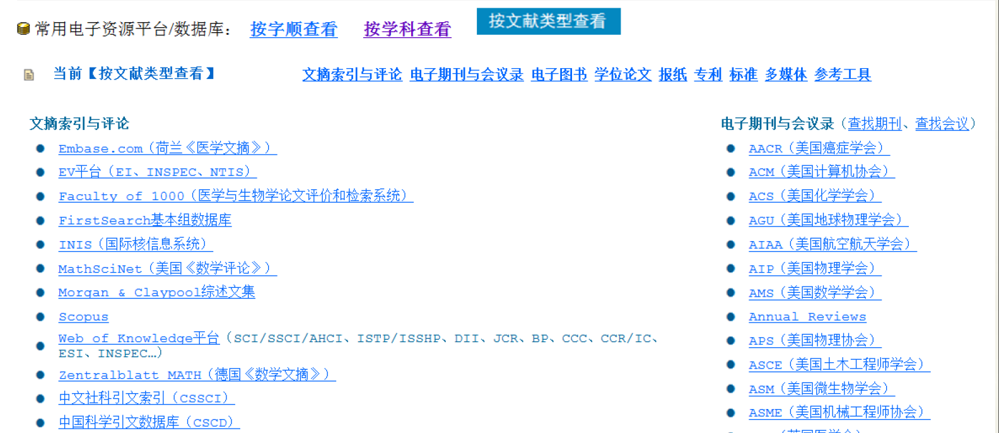 常用电子资源平台/数据库： 按字顺查看 按学科查看 按文献类型查看
当前【按文献类型查看】 文摘索引与评论 电子期刊与会议录 电子图书 学位论文 报纸 专利 标准 多媒体 参考工具
文摘索引与评论
Embase.com（荷兰《医学文摘》）
EV平台（EI、INSPEC、NTIS）
Faculty of 1000（医学与生物学论文评价和检索系统）
FirstSearch基本组数据库
INIS（国际核信息系统）
MathSciNet（美国《数学评论》）
Morgan & Claypool综述文集
Scopus
Web of Knowledge平台（SCI/SSCI/AHCI、ISTP/ISSHP、DII、JCR、BP、CCC、CCR/IC、
ESI、INSPEC…）
Zentralblatt MATH（德国《数学文摘》）
中文社科引文索引（CSSCI）
中国科学引文数据库（CSCD）
电子期刊与会议录（查找期刊、查找会议）
AACR（美国癌症学会）
ACM（美国计算机协会）
ACS（美国化学学会）
AGU（美国地球物理学会）
AIAA（美国航空航天学会）
AIP（美国物理学会）
AMS（美国数学学会）
Annual Reviews
APS（美国物理协会）
ASCE（美国土木工程师学会）
ASM（美国微生物学会）
ASME（美国机械工程师协会）